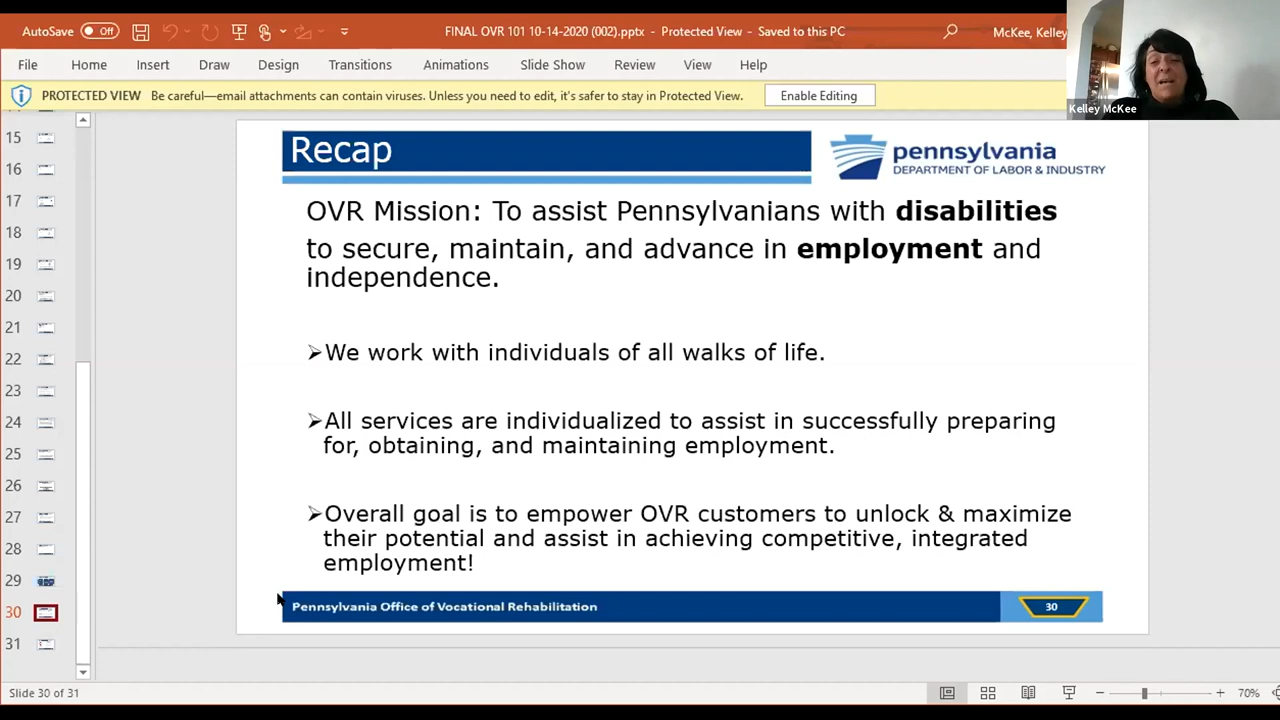 AutoSave Off FINAL OVR 101 10-14-2020 (002).pptx - Protected View - Saved to this PC McKee, Kelley
File Home Insert Draw Design Transitions Animations Slide Show Review View Help
PROTECTED VIEW Be careful—email attachments can contain viruses. Unless you need to edit, it's safer to stay in Protected View. Enable Editing
Kelley McKee
15
16
17
18
19
20
21
22
23
24
25
26
27
28
29
30
31
Recap
pennsylvania
DEPARTMENT OF LABOR & INDUSTRY
OVR Mission: To assist Pennsylvanians with disabilities
to secure, maintain, and advance in employment and
independence.
➢We work with individuals of all walks of life.
➢All services are individualized to assist in successfully preparing
for, obtaining, and maintaining employment.
➢Overall goal is to empower OVR customers to unlock & maximize
their potential and assist in achieving competitive, integrated
employment!
Pennsylvania Office of Vocational Rehabilitation 30
Slide 30 of 31 70%